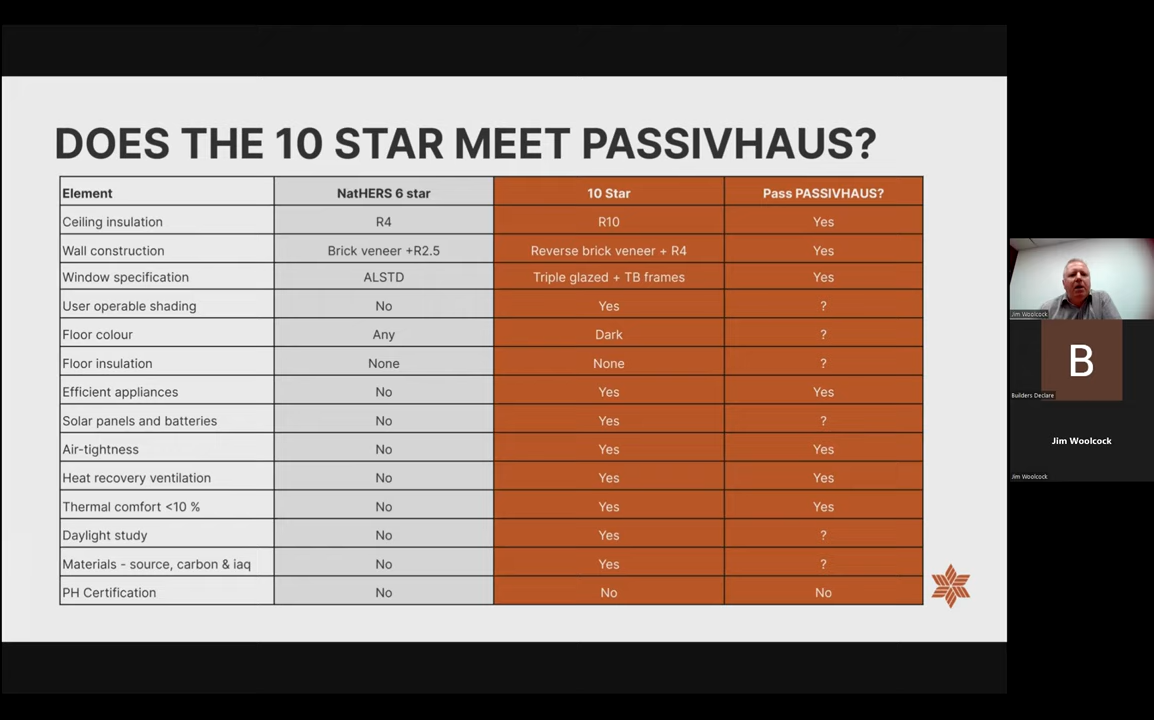 DOES THE 10 STAR MEET PASSIVHAUS?
Element NatHERS 6 star 10 Star Pass PASSIVHAUS?
Ceiling insulation R4 R10 Yes
Wall construction Brick veneer +R2.5 Reverse brick veneer + R4 Yes
Window specification ALSTD Triple glazed + TB frames Yes
User operable shading No Yes ?
Floor colour Any Dark ?
Floor insulation None None ?
Efficient appliances No Yes Yes
Solar panels and batteries No Yes ?
Air-tightness No Yes Yes
Heat recovery ventilation No Yes Yes
Thermal comfort <10 % No Yes Yes
Daylight study No Yes ?
Materials - source, carbon & iaq No Yes ?
PH Certification No No No
Jim Woolcock
B
Builders Declare
Jim Woolcock
Jim Woolcock